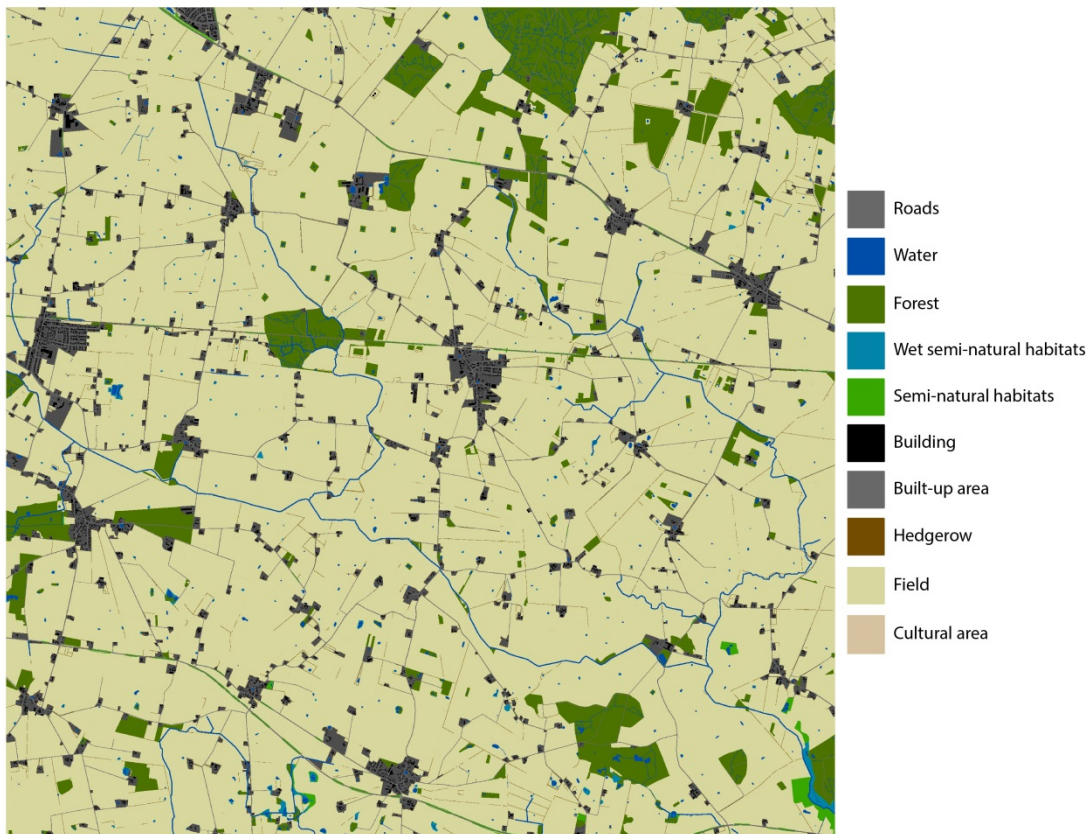 Roads
Water
Forest
Wet semi-natural habitats
Semi-natural habitats
Building
Built-up area
Hedgerow
Field
Cultural area